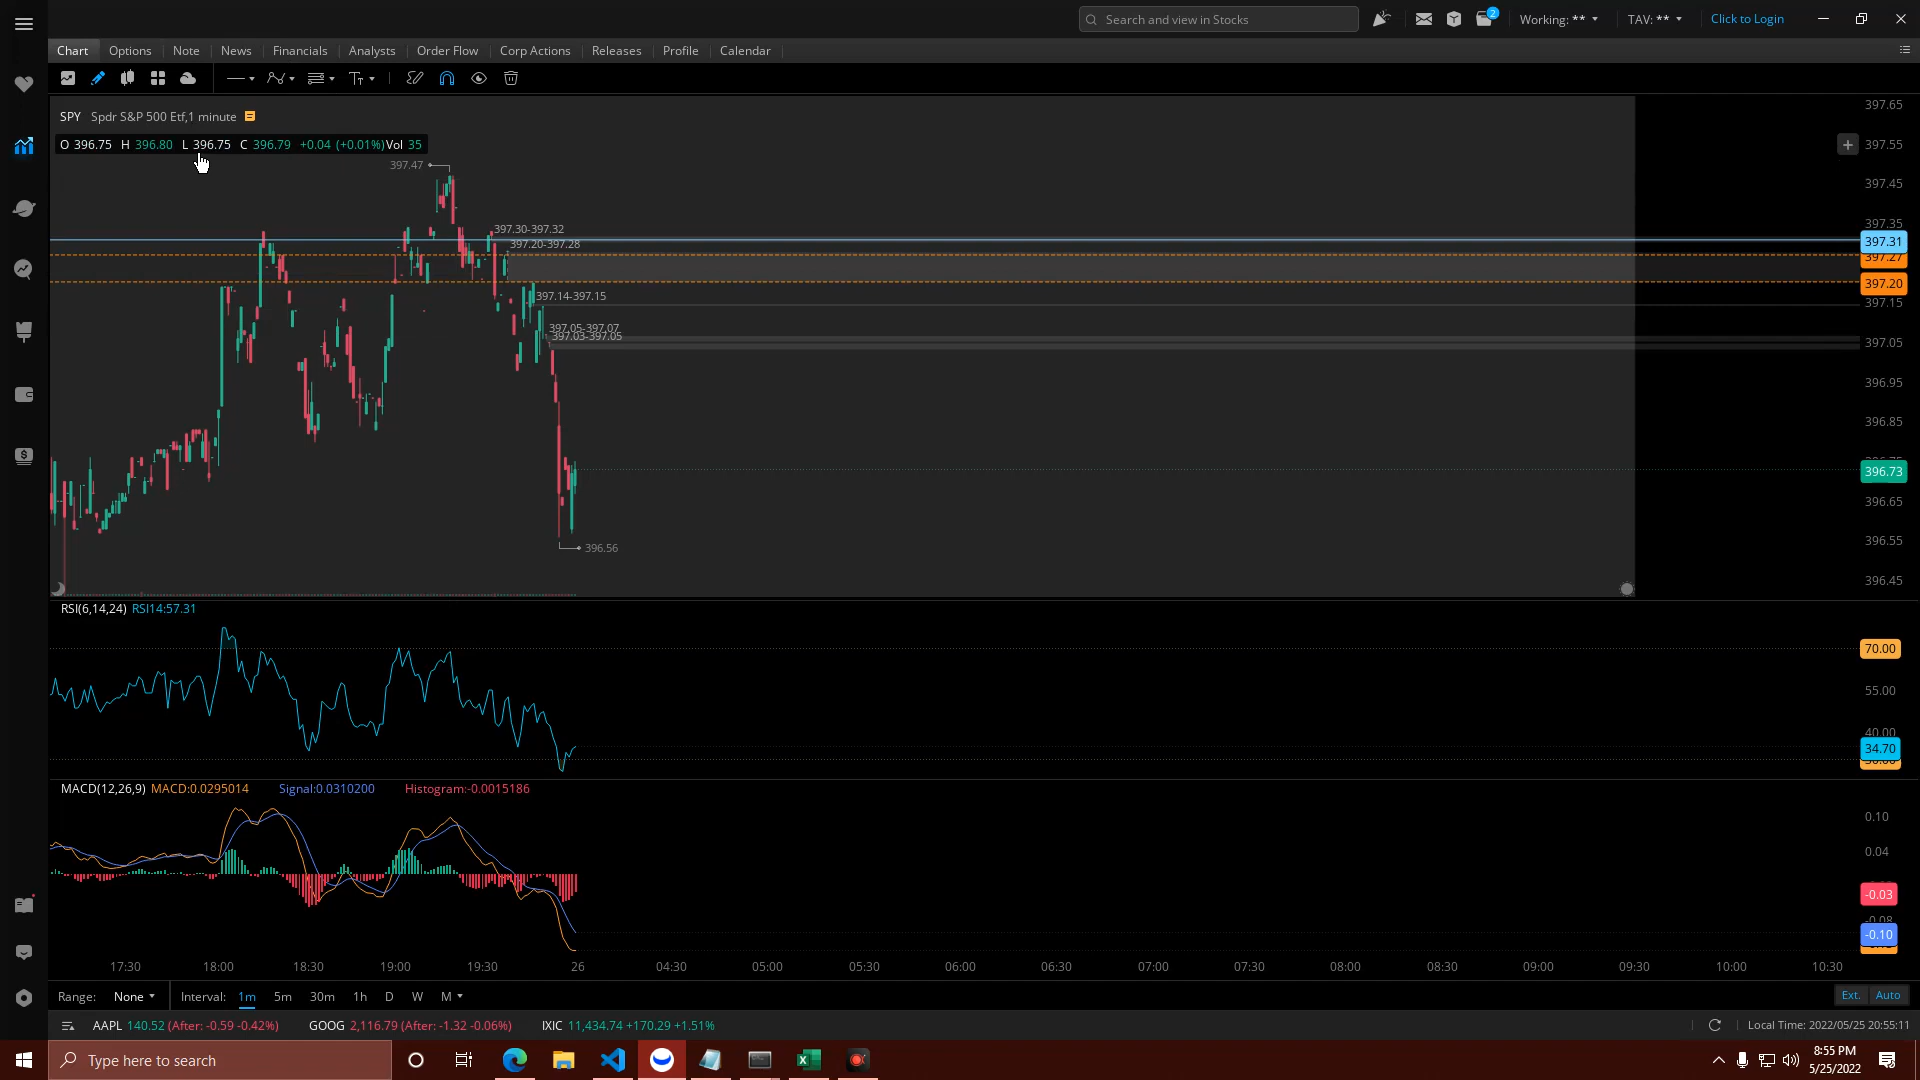 Search and view in Stocks
2
Working: **
TAV: **
Click to Login
Chart
Options
Note
News
Financials
Analysts
Order Flow
Corp Actions
Releases
Profile
Calendar
SPY Spdr S&P 500 Etf,1 minute
O 396.75 H 396.80 L 396.75 C 396.79 +0.04 (+0.01%)Vol 35
397.47
397.30-397.32
397.20-397.28
397.14-397.15
397.05-397.07
397.03-397.05
396.56
397.65
397.55
397.45
397.35
397.31
397.27
397.20
397.15
397.05
396.95
396.85
396.73
396.65
396.55
396.45
RSI(6,14,24) RSI14:57.31
70.00
55.00
40.00
34.70
MACD(12,26,9) MACD:0.0295014 Signal:0.0310200 Histogram:-0.0015186
0.10
0.04
-0.03
-0.08
-0.10
17:30 18:00 18:30 19:00 19:30 26 04:30 05:00 05:30 06:00 06:30 07:00 07:30 08:00 08:30 09:00 09:30 10:00 10:30
Range: None Interval: 1m 5m 30m 1h D W M
Ext. Auto
AAPL 140.52 (After: -0.59 -0.42%) GOOG 2,116.79 (After: -1.32 -0.06%) IXIC 11,434.74 +170.29 +1.51%
Local Time: 2022/05/25 20:55:11
Type here to search
8:55 PM
5/25/2022